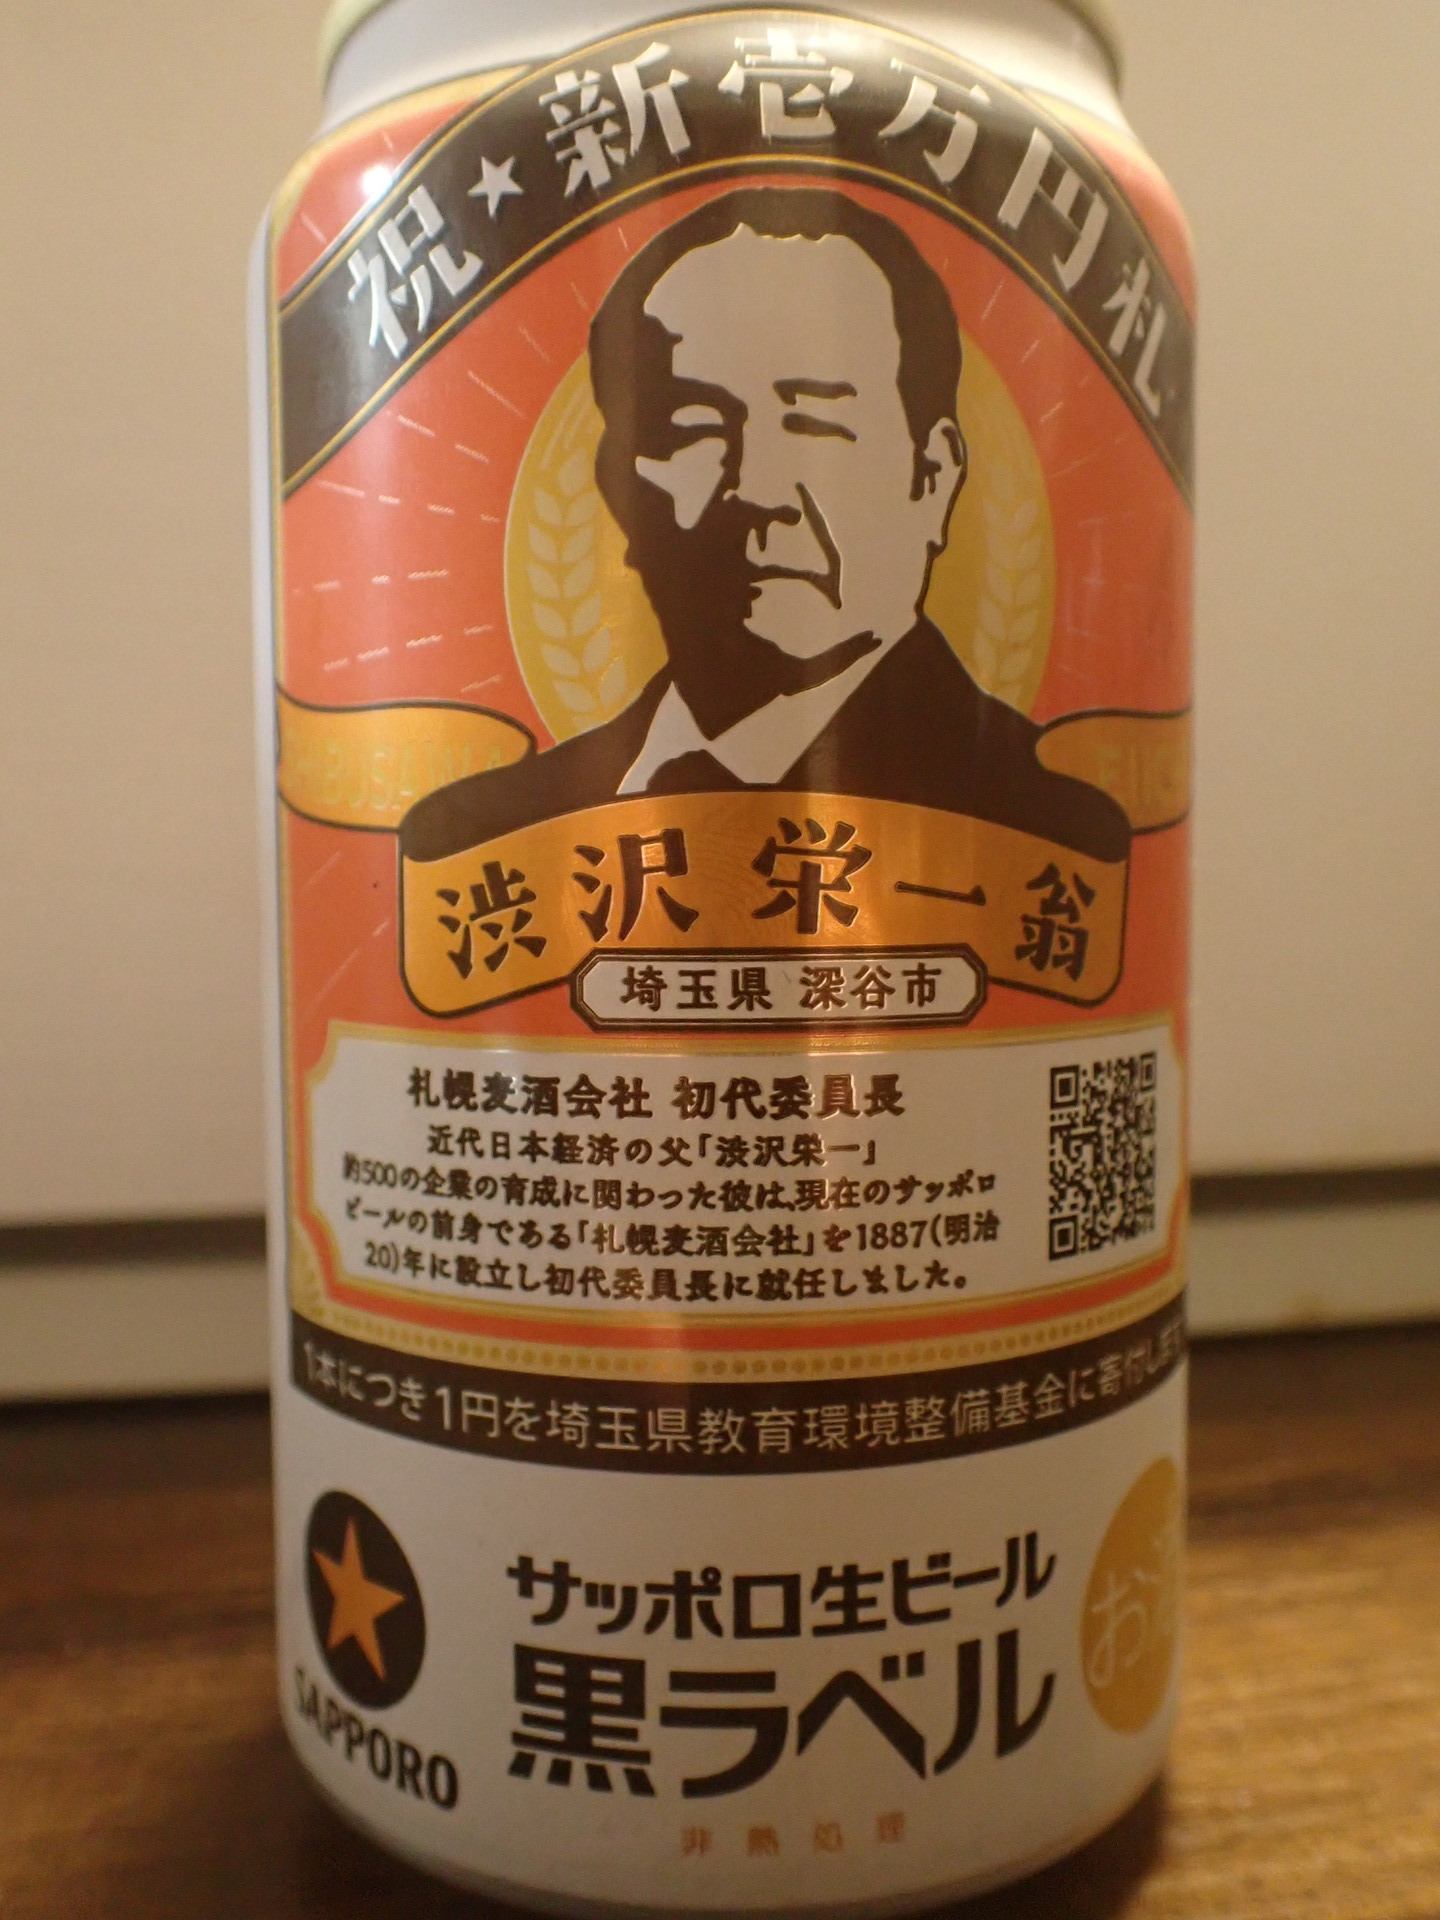 祝★新壱万円札
渋沢栄一翁
埼玉県 深谷市
札幌麦酒会社 初代委員長
近代日本経済の父「渋沢栄一」
約500の企業の育成に関わった彼は、現在のサッポロ
ビールの前身である「札幌麦酒会社」を1887(明治
20)年に設立し初代委員長に就任しました。
1本につき1円を埼玉県教育環境整備基金に寄付し
SAPPORO
サッポロ生ビール
黒ラベル
お酒
非熱処理